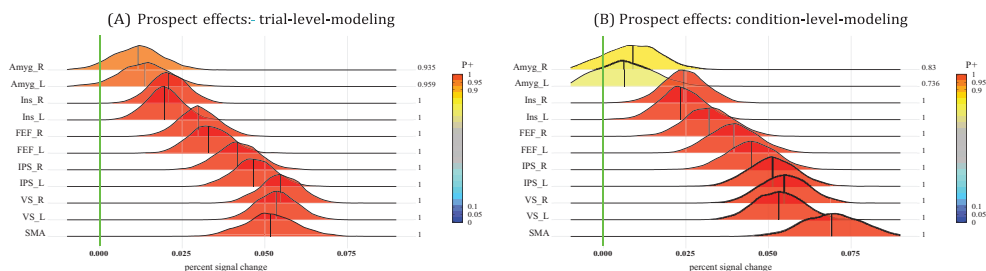 (A) Prospect effects:- trial-level-modeling
Amyg_R 0.935
Amyg_L 0.959
Ins_R 1
Ins_L 1
FEF_R 1
FEF_L 1
IPS_R 1
IPS_L 1
VS_R 1
VS_L 1
SMA 1
0.000 0.025 0.050 0.075
percent signal change
P+
1
0.95
0.9
0.1
0.05
0
(B) Prospect effects: condition-level-modeling
Amyg_R 0.83
Amyg_L 0.736
Ins_R 1
Ins_L 1
FEF_R 1
FEF_L 1
IPS_R 1
IPS_L 1
VS_R 1
VS_L 1
SMA 1
0.000 0.025 0.050 0.075
percent signal change
P+
1
0.95
0.9
0.1
0.05
0